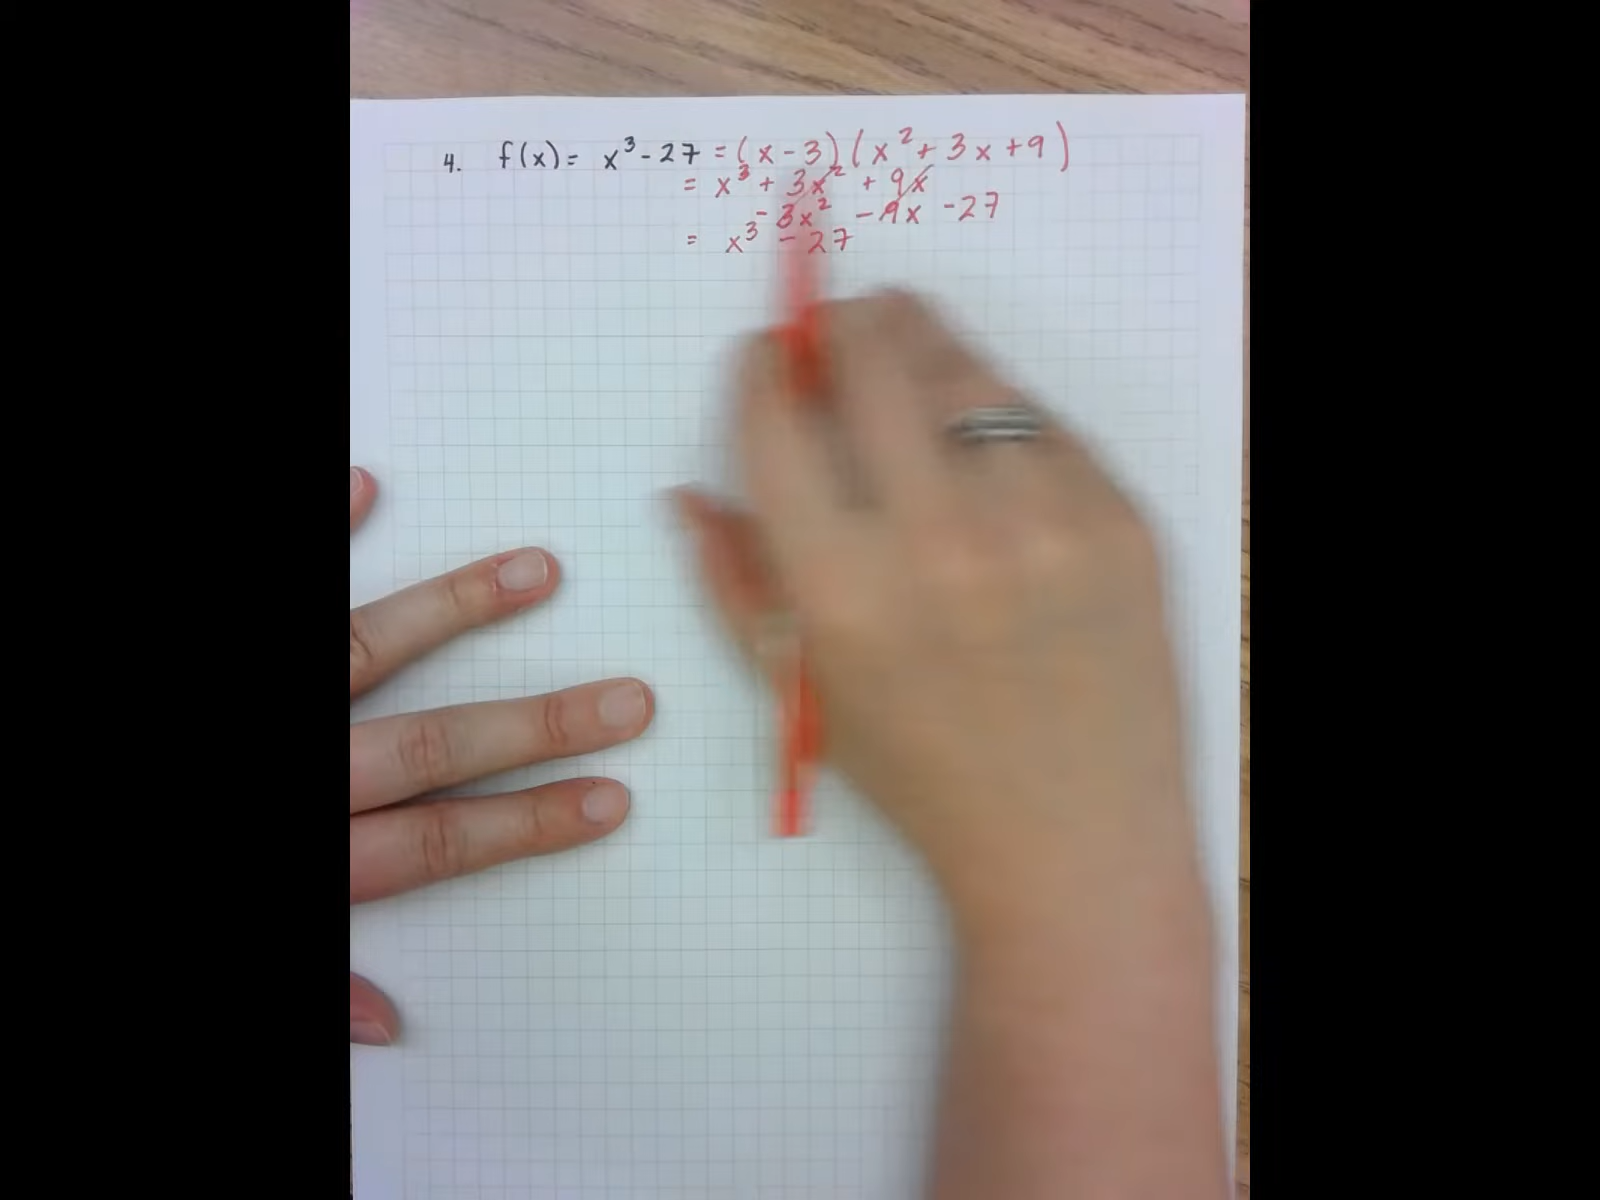 4. f(x) = x³ - 27 = (x - 3)(x² + 3x + 9)
= x³ + 3x² + 9x
- 3x² - 9x - 27
= x³ - 27